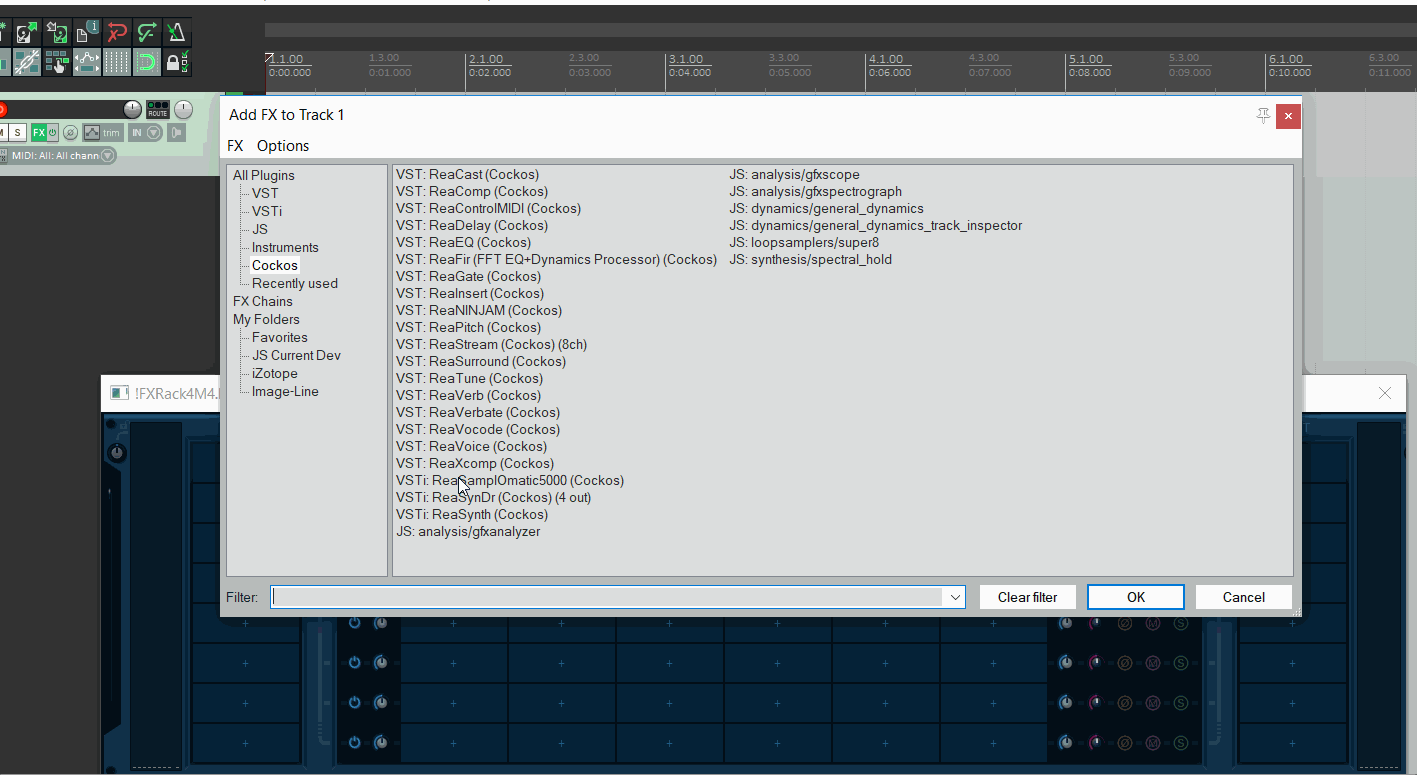 1.1.00 1.3.00 2.1.00 2.3.00 3.1.00 3.3.00 4.1.00 4.3.00 5.1.00 5.3.00 6.1.00 6.3.00
0:00.000 0:01.000 0:02.000 0:03.000 0:04.000 0:05.000 0:06.000 0:07.000 0:08.000 0:09.000 0:10.000 0:11.000
ROUTE
M S FX trim IN
MIDI: All: All chann
Add FX to Track 1
FX Options
All Plugins
VST
VSTi
JS
Instruments
Cockos
Recently used
FX Chains
My Folders
Favorites
JS Current Dev
iZotope
Image-Line
VST: ReaCast (Cockos)
VST: ReaComp (Cockos)
VST: ReaControlMIDI (Cockos)
VST: ReaDelay (Cockos)
VST: ReaEQ (Cockos)
VST: ReaFir (FFT EQ+Dynamics Processor) (Cockos)
VST: ReaGate (Cockos)
VST: ReaInsert (Cockos)
VST: ReaNINJAM (Cockos)
VST: ReaPitch (Cockos)
VST: ReaStream (Cockos) (8ch)
VST: ReaSurround (Cockos)
VST: ReaTune (Cockos)
VST: ReaVerb (Cockos)
VST: ReaVerbate (Cockos)
VST: ReaVocode (Cockos)
VST: ReaVoice (Cockos)
VST: ReaXcomp (Cockos)
VSTi: ReaSamplOmatic5000 (Cockos)
VSTi: ReaSynDr (Cockos) (4 out)
VSTi: ReaSynth (Cockos)
JS: analysis/gfxanalyzer
JS: analysis/gfxscope
JS: analysis/gfxspectrograph
JS: dynamics/general_dynamics
JS: dynamics/general_dynamics_track_inspector
JS: loopsamplers/super8
JS: synthesis/spectral_hold
Filter: Clear filter OK Cancel
!FXRack4M4.